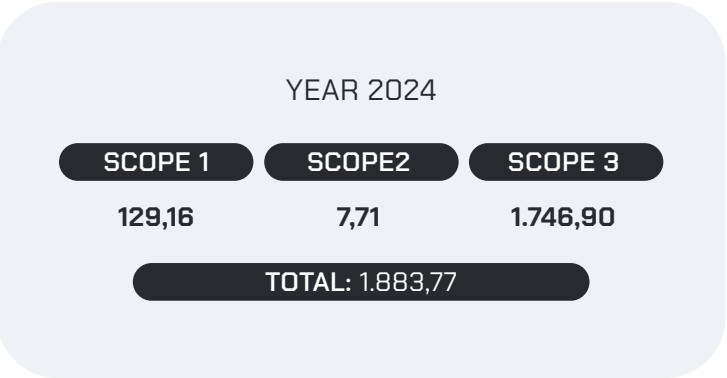 YEAR 2024
SCOPE 1 SCOPE2 SCOPE 3
129,16 7,71 1.746,90
TOTAL: 1.883,77